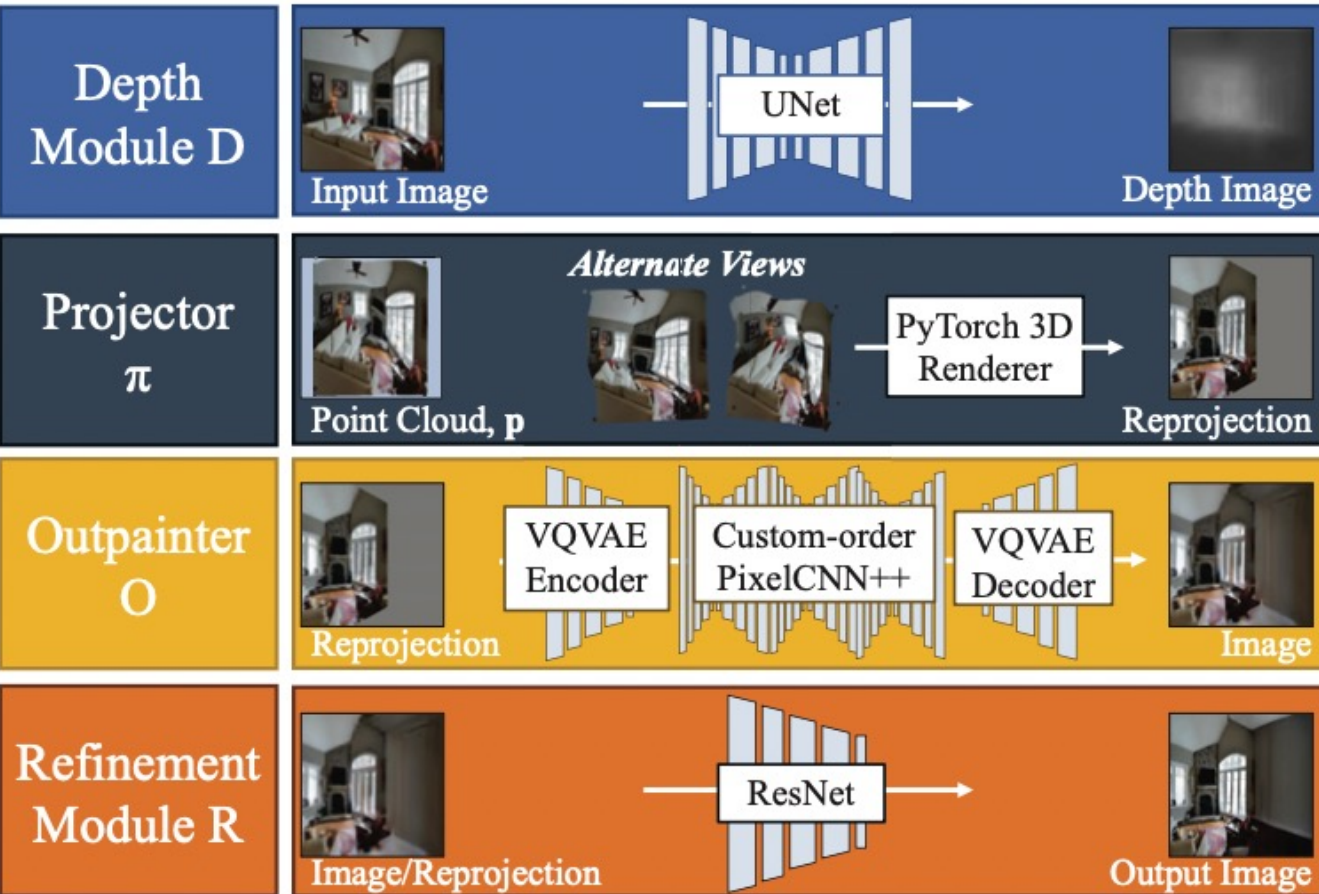 Depth
Module D
Input Image
UNet
Depth Image
Projector
π
Alternate Views
Point Cloud, p
PyTorch 3D
Renderer
Reprojection
Outpainter
O
Reprojection
VQVAE
Encoder
Custom-order
PixelCNN++
VQVAE
Decoder
Image
Refinement
Module R
Image/Reprojection
ResNet
Output Image